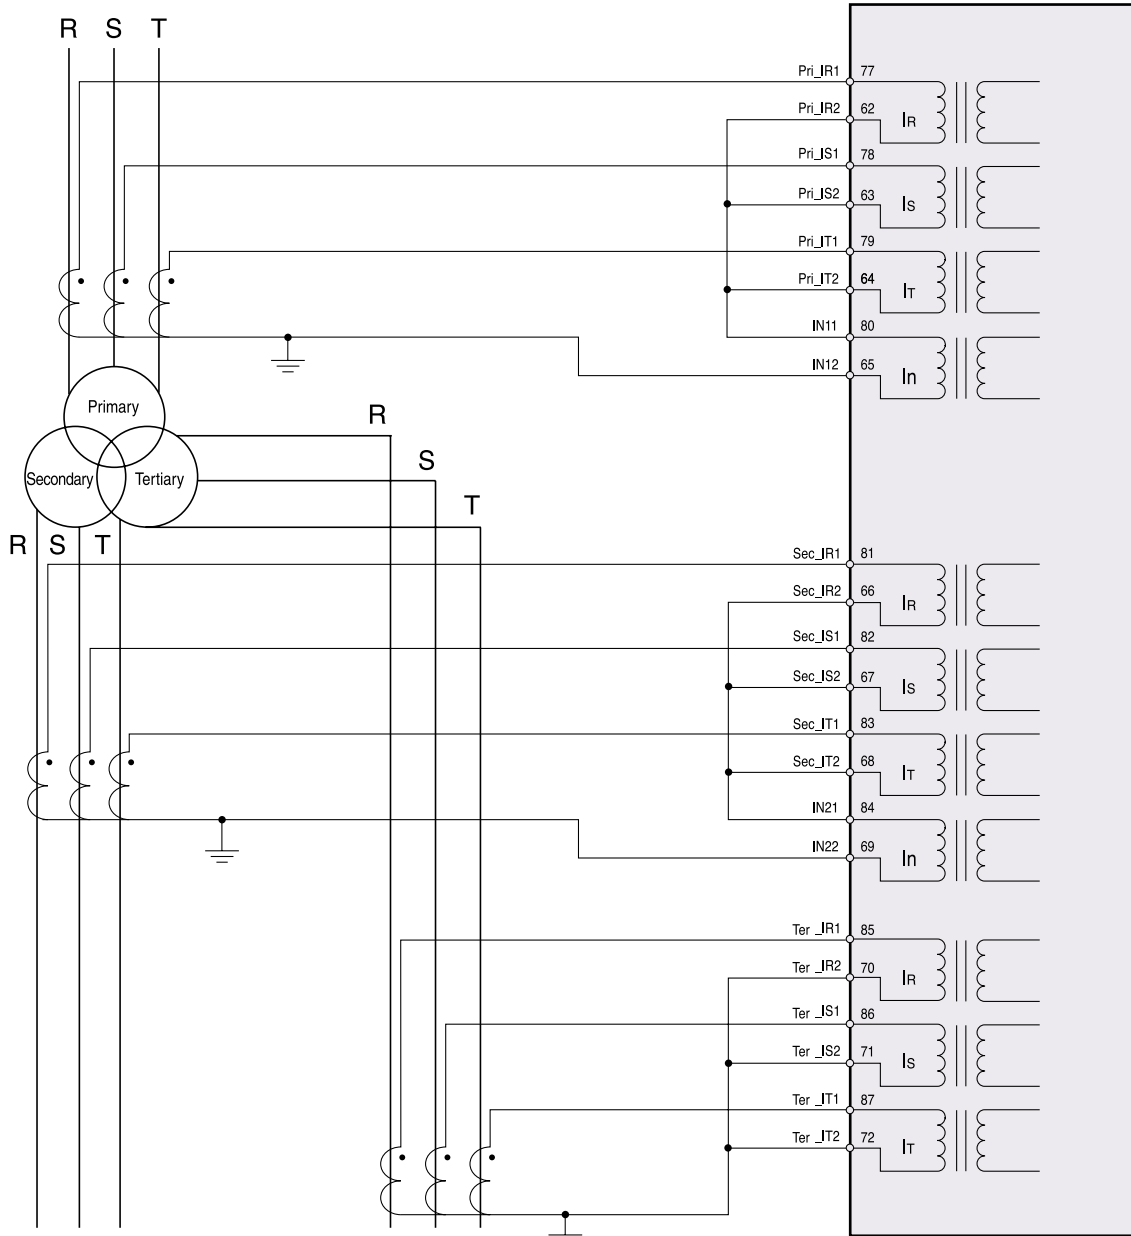 R S T
Pri_IR1 77
Pri_IR2 62
IR
Pri_IS1 78
Pri_IS2 63
IS
Pri_IT1 79
Pri_IT2 64
IT
IN11 80
IN12 65
In
Primary
Secondary Tertiary
R
S
T
R S T
Sec_IR1 81
Sec_IR2 66
IR
Sec_IS1 82
Sec_IS2 67
IS
Sec_IT1 83
Sec_IT2 68
IT
IN21 84
IN22 69
In
Ter _IR1 85
Ter _IR2 70
IR
Ter _IS1 86
Ter _IS2 71
IS
Ter _IT1 87
Ter _IT2 72
IT